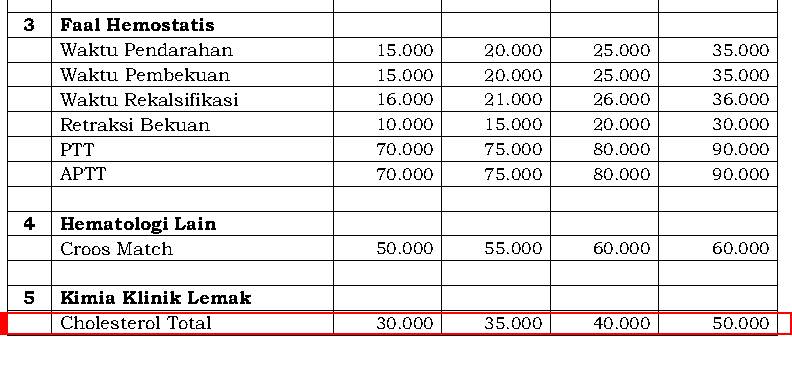 3 Faal Hemostatis
Waktu Pendarahan 15.000 20.000 25.000 35.000
Waktu Pembekuan 15.000 20.000 25.000 35.000
Waktu Rekalsifikasi 16.000 21.000 26.000 36.000
Retraksi Bekuan 10.000 15.000 20.000 30.000
PTT 70.000 75.000 80.000 90.000
APTT 70.000 75.000 80.000 90.000
4 Hematologi Lain
Croos Match 50.000 55.000 60.000 60.000
5 Kimia Klinik Lemak
Cholesterol Total 30.000 35.000 40.000 50.000